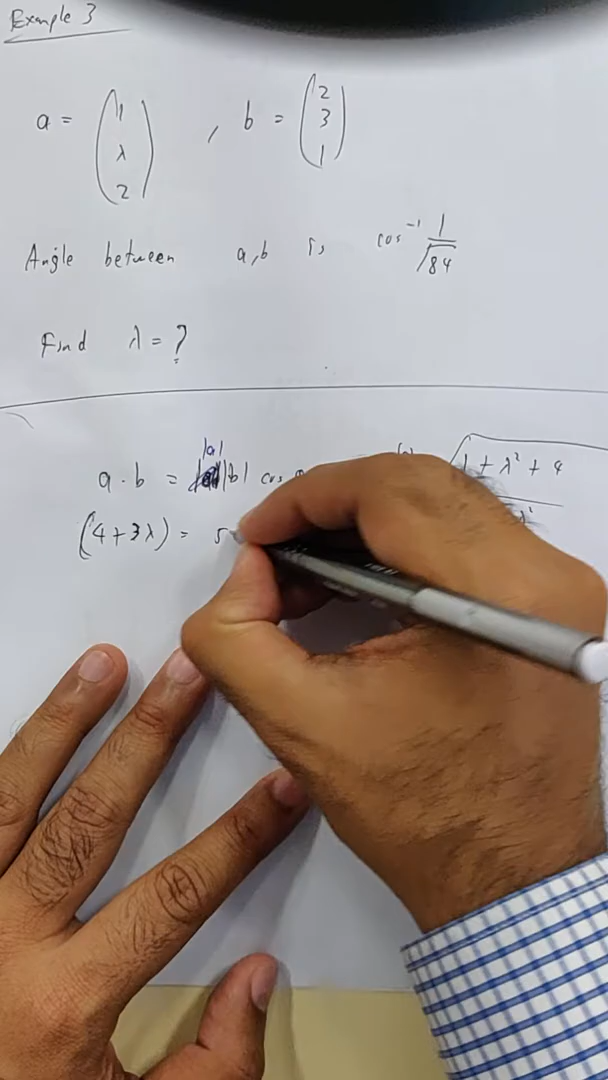 Example 3
a = (1 λ 2) , b = (2 3 1)
Angle between a,b is cos⁻¹ 1/√84
Find λ = ?
a · b = |a| |b| cos √1 + λ² + 4
(4+3λ) = 5 λ²